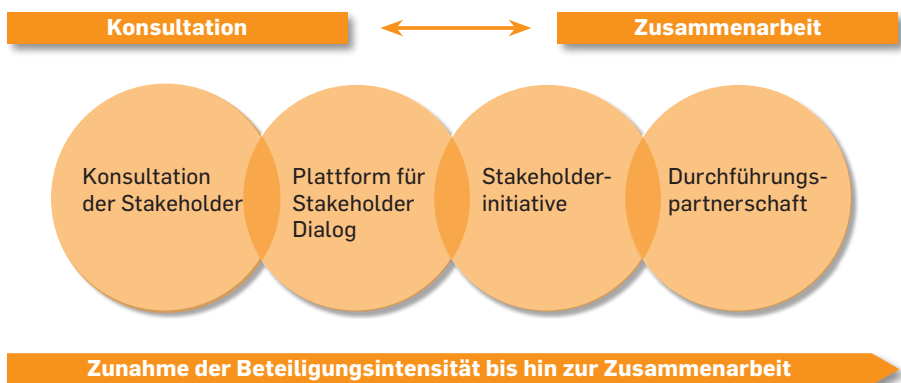 Konsultation
Zusammenarbeit
Konsultation
der Stakeholder
Plattform für
Stakeholder
Dialog
Stakeholder-
initiative
Durchführungs-
partnerschaft
Zunahme der Beteiligungsintensität bis hin zur Zusammenarbeit